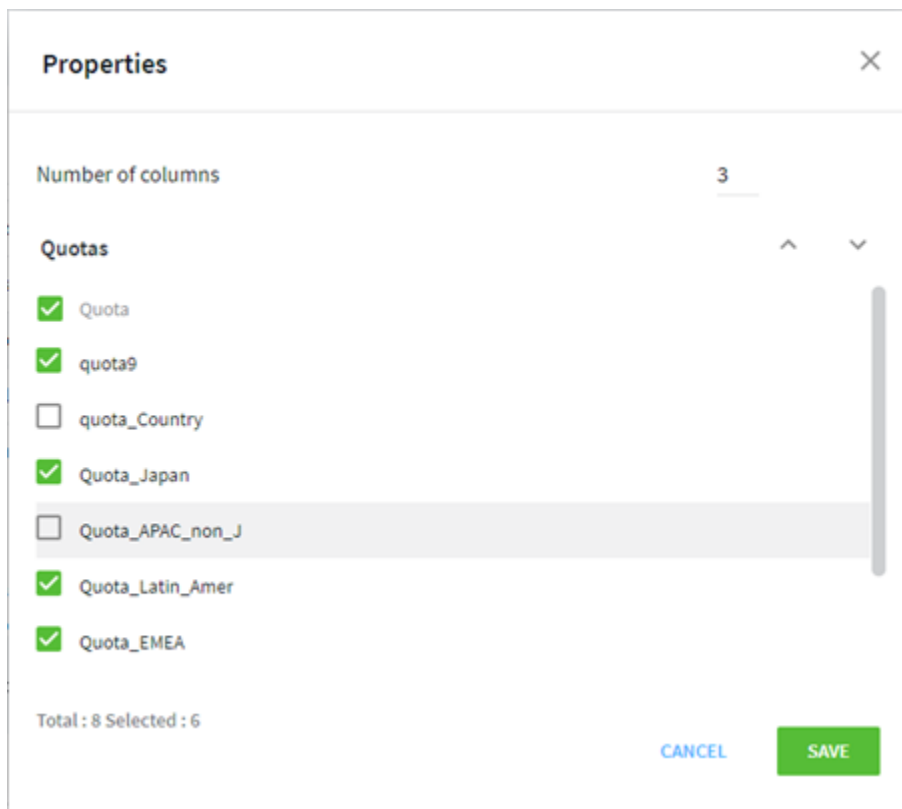 Properties
Number of columns 3
Quotas
Quota
quota9
quota_Country
Quota_Japan
Quota_APAC_non_J
Quota_Latin_Amer
Quota_EMEA
Total : 8 Selected : 6
CANCEL SAVE